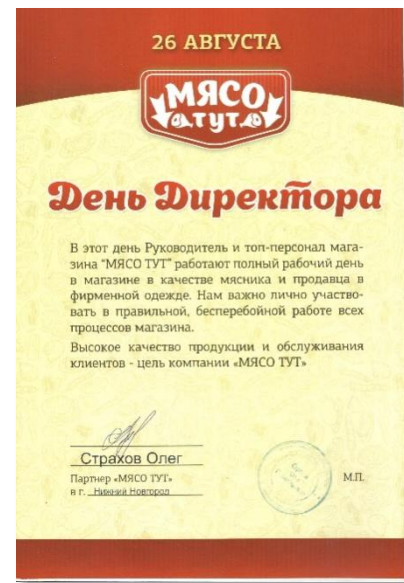 26 АВГУСТА
МЯСО
ТУТ
День Директора
В этот день Руководитель и топ-персонал мага-
зина "МЯСО ТУТ" работают полный рабочий день
в магазине в качестве мясника и продавца в
фирменной одежде. Нам важно лично участво-
вать в правильной, бесперебойной работе всех
процессов магазина.
Высокое качество продукции и обслуживания
клиентов - цель компании «МЯСО ТУТ»
Страхов Олег
Партнер «МЯСО ТУТ»
в г. Нижний Новгород
М.П.